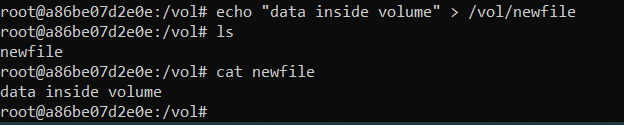 root@a86be07d2e0e:/vol# echo "data inside volume" > /vol/newfile
root@a86be07d2e0e:/vol# ls
newfile
root@a86be07d2e0e:/vol# cat newfile
data inside volume
root@a86be07d2e0e:/vol#